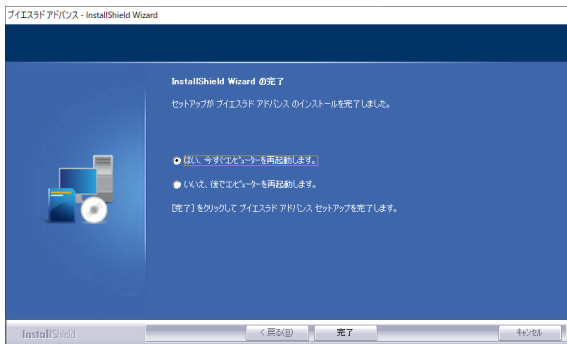 ブイエスラド アドバンス - InstallShield Wizard
InstallShield Wizard の完了
セットアップが ブイエスラド アドバンス のインストールを完了しました。
はい、今すぐコンピューターを再起動します。
いいえ、後でコンピューターを再起動します。
[完了] をクリックして ブイエスラド アドバンス セットアップを完了します。
InstallShield
< 戻る(B)
完了
キャンセル